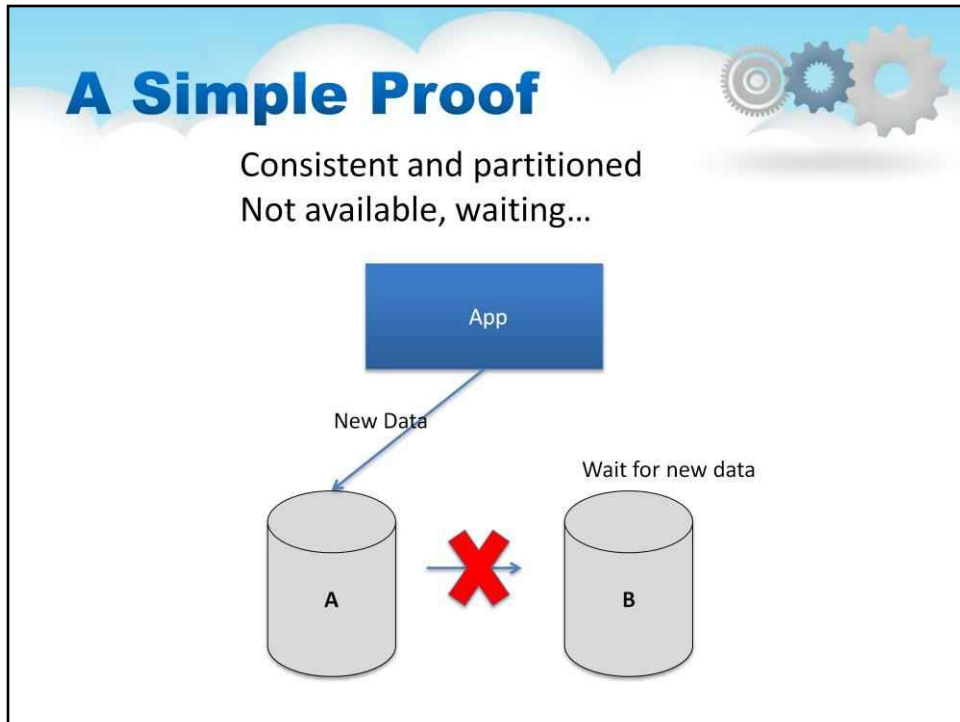 A Simple Proof
Consistent and partitioned
Not available, waiting…
App
New Data
Wait for new data
A
B